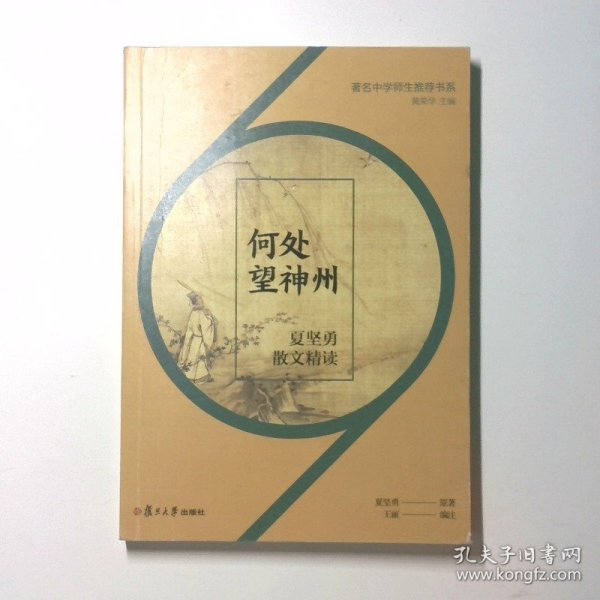 著名中学师生推荐书系
黄荣华 主编
何处
望神州
夏坚勇
散文精读
夏坚勇 原著
王丽 编注
復旦大學出版社
孔夫子旧书网
www.kongfz.com